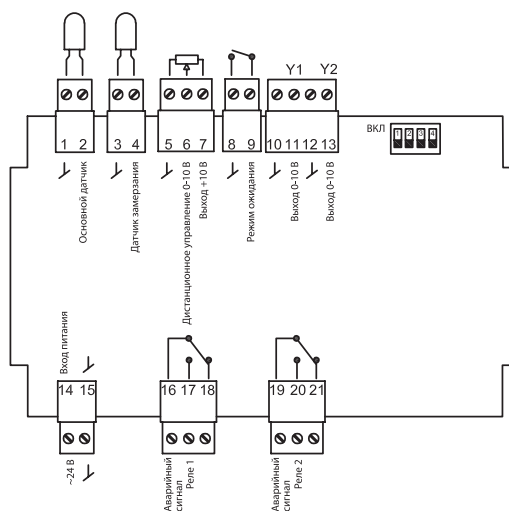 Y1 Y2
ВКЛ
1 2 3 4
1 2 3 4 5 6 7 8 9 10 11 12 13
Основной датчик
Датчик замерзания
Дистанционное управление 0-10 В
Выход +10 В
Режим ожидания
Выход 0-10 В
Выход 0-10 В
Вход питания
14 15 16 17 18 19 20 21
~24 В
Аварийный
сигнал
Реле 1
Аварийный
сигнал
Реле 2